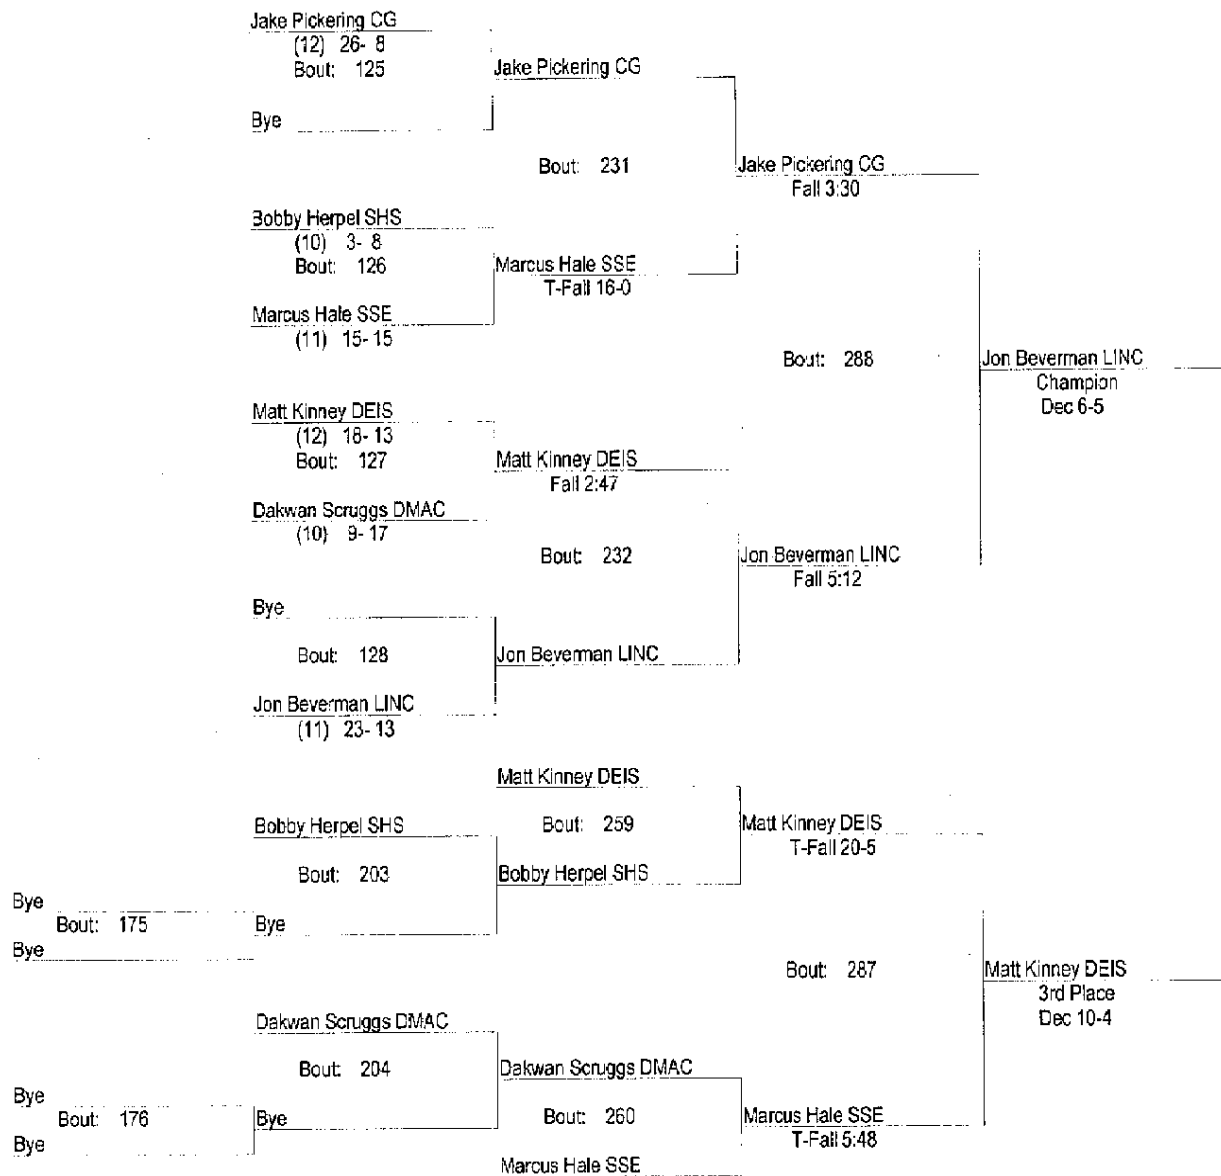 Jake Pickering CG
(12) 26- 8
Bout: 125
Jake Pickering CG
Bye
Bout: 231
Jake Pickering CG
Fall 3:30
Bobby Herpel SHS
(10) 3- 8
Bout: 126
Marcus Hale SSE
T-Fall 16-0
Marcus Hale SSE
(11) 15- 15
Bout: 288
Jon Beverman LINC
Champion
Dec 6-5
Matt Kinney DEIS
(12) 18- 13
Bout: 127
Matt Kinney DEIS
Fall 2:47
Dakwan Scruggs DMAC
(10) 9- 17
Bout: 232
Jon Beverman LINC
Fall 5:12
Bye
Bout: 128
Jon Beverman LINC
Jon Beverman LINC
(11) 23- 13
Matt Kinney DEIS
Bobby Herpel SHS
Bout: 259
Matt Kinney DEIS
T-Fall 20-5
Bout: 203
Bobby Herpel SHS
Bye
Bout: 175
Bye
Bye
Bout: 287
Matt Kinney DEIS
3rd Place
Dec 10-4
Dakwan Scruggs DMAC
Bout: 204
Dakwan Scruggs DMAC
Bye
Bout: 176
Bye
Bye
Bout: 260
Marcus Hale SSE
T-Fall 5:48
Marcus Hale SSE